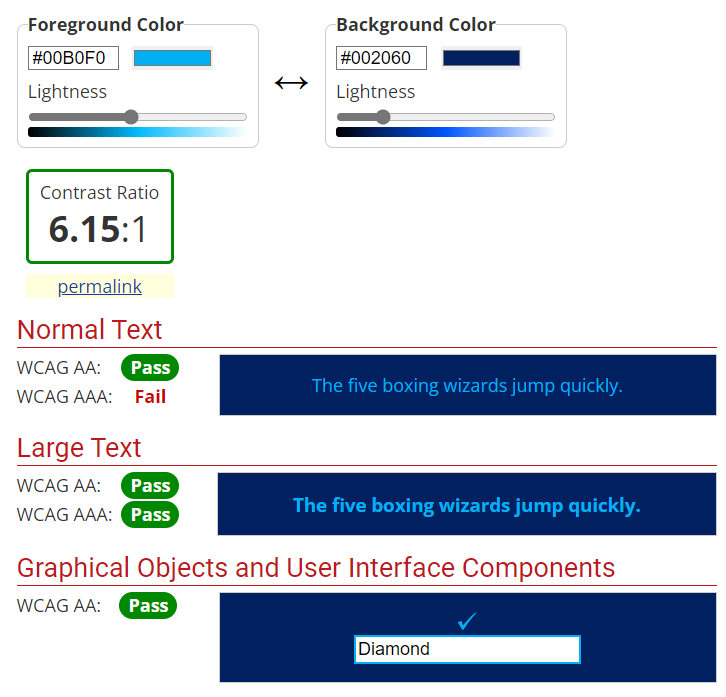 Foreground Color
#00B0F0
Lightness
Background Color
#002060
Lightness
Contrast Ratio
6.15:1
permalink
Normal Text
WCAG AA: Pass
WCAG AAA: Fail
The five boxing wizards jump quickly.
Large Text
WCAG AA: Pass
WCAG AAA: Pass
The five boxing wizards jump quickly.
Graphical Objects and User Interface Components
WCAG AA: Pass
Diamond